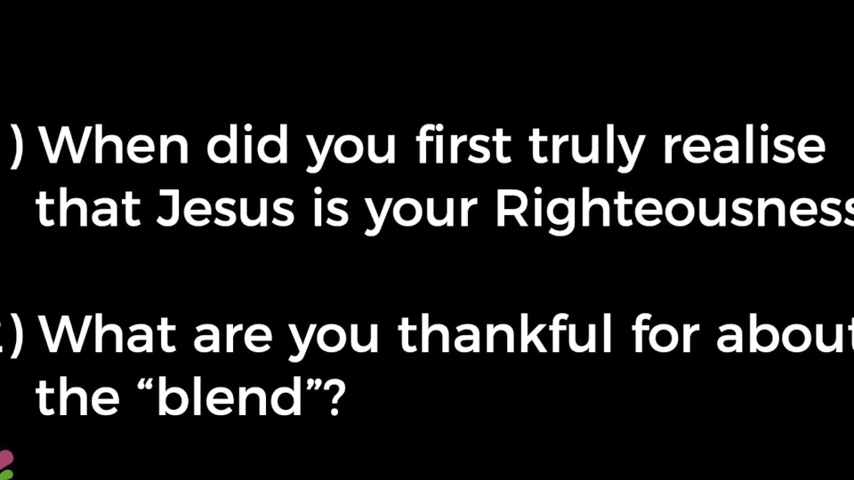 ) When did you first truly realise
that Jesus is your Righteousness
2) What are you thankful for about
the “blend”?